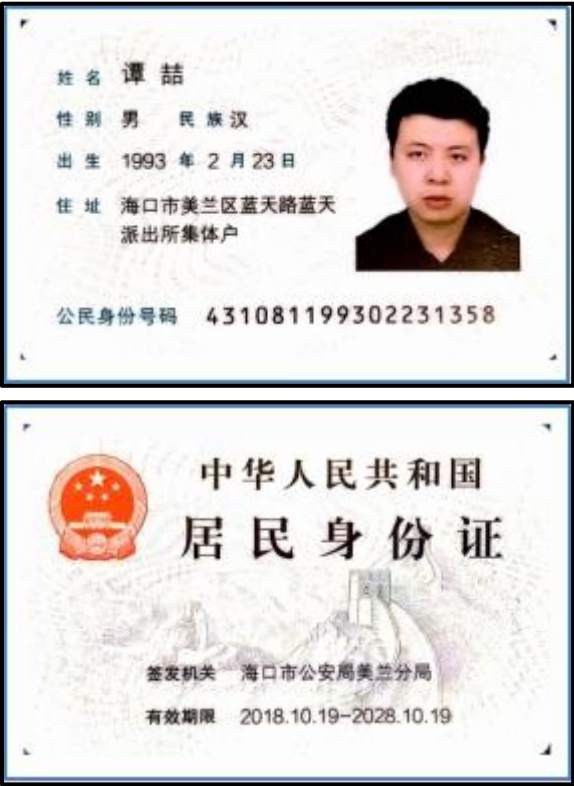 姓名 谭喆
性别 男 民族 汉
出生 1993 年 2 月 23 日
住址 海口市美兰区蓝天路蓝天
派出所集体户
公民身份号码 431081199302231358
中华人民共和国
居民身份证
签发机关 海口市公安局美兰分局
有效期限 2018.10.19-2028.10.19